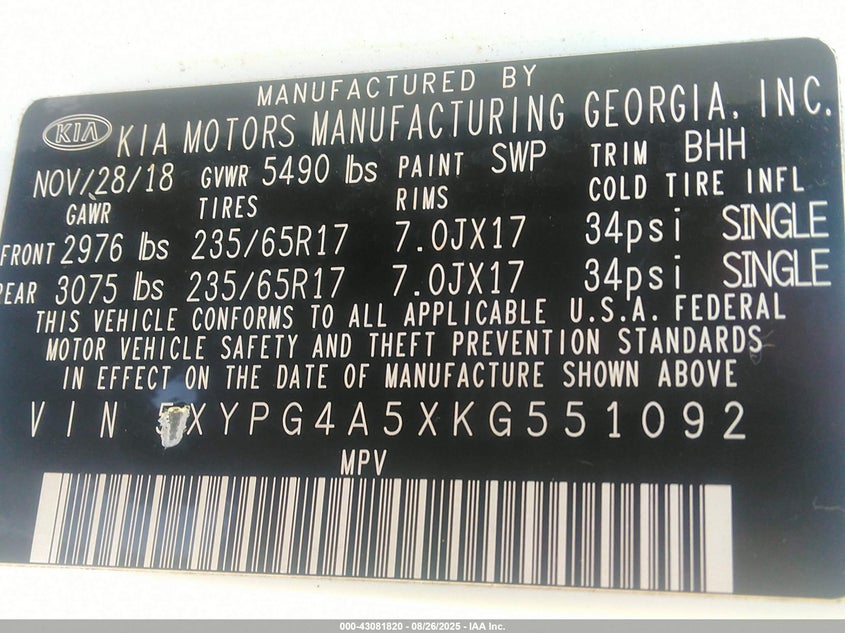 MANUFACTURED BY
KIA KIA MOTORS MANUFACTURING GEORGIA, INC.
NOV/28/18 GVWR 5490 lbs PAINT SWP TRIM BHH
GAWR TIRES RIMS COLD TIRE INFL
FRONT 2976 lbs 235/65R17 7.0JX17 34psi SINGLE
REAR 3075 lbs 235/65R17 7.0JX17 34psi SINGLE
THIS VEHICLE CONFORMS TO ALL APPLICABLE U.S.A. FEDERAL
MOTOR VEHICLE SAFETY AND THEFT PREVENTION STANDARDS
IN EFFECT ON THE DATE OF MANUFACTURE SHOWN ABOVE
VIN 5XYPG4A5XKG551092
MPV
000-43081820 - 08/26/2025 - IAA Inc.